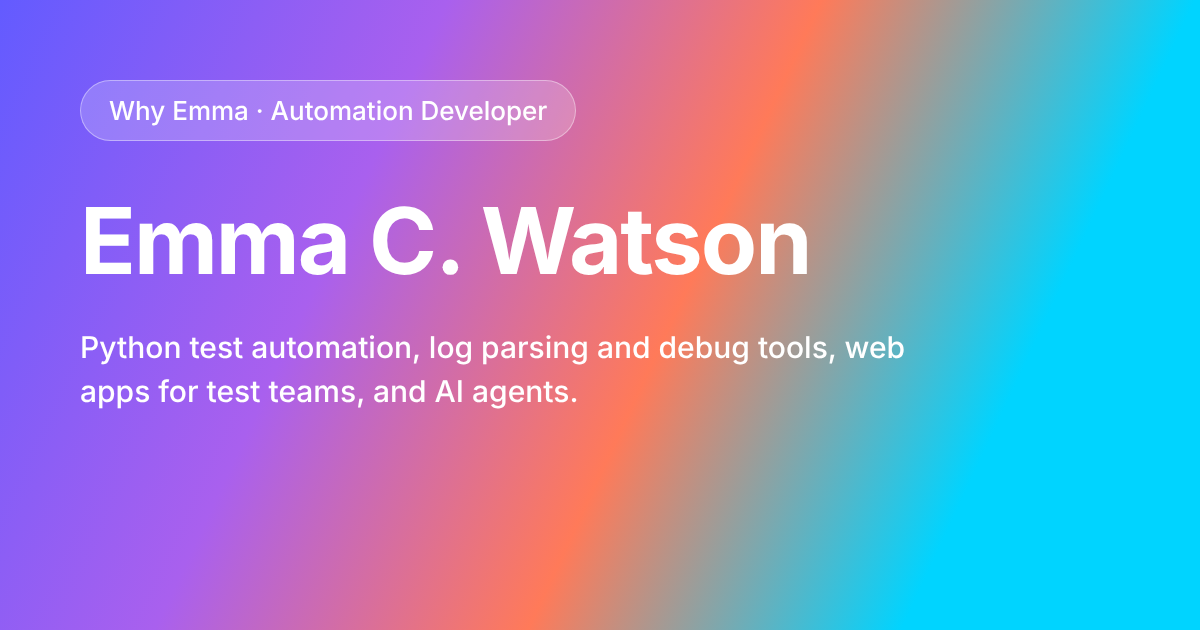 Why Emma · Automation Developer
Emma C. Watson
Python test automation, log parsing and debug tools, web
apps for test teams, and AI agents.